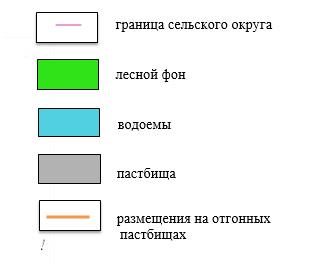 граница сельского округа
лесной фон
водоемы
пастбища
размещения на отгонных
пастбищах
!